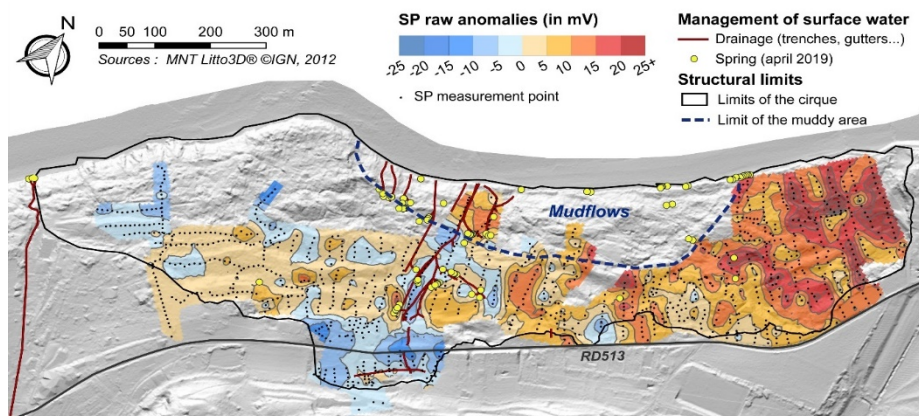 N
0 50 100 200 300 m
Sources : MNT Litto3D® ©IGN, 2012
SP raw anomalies (in mV)
-25 -20 -15 -10 -5 0 5 10 15 20 25+
SP measurement point
Management of surface water
Drainage (trenches, gutters...)
Spring (april 2019)
Structural limits
Limits of the cirque
Limit of the muddy area
Mudflows
RD513